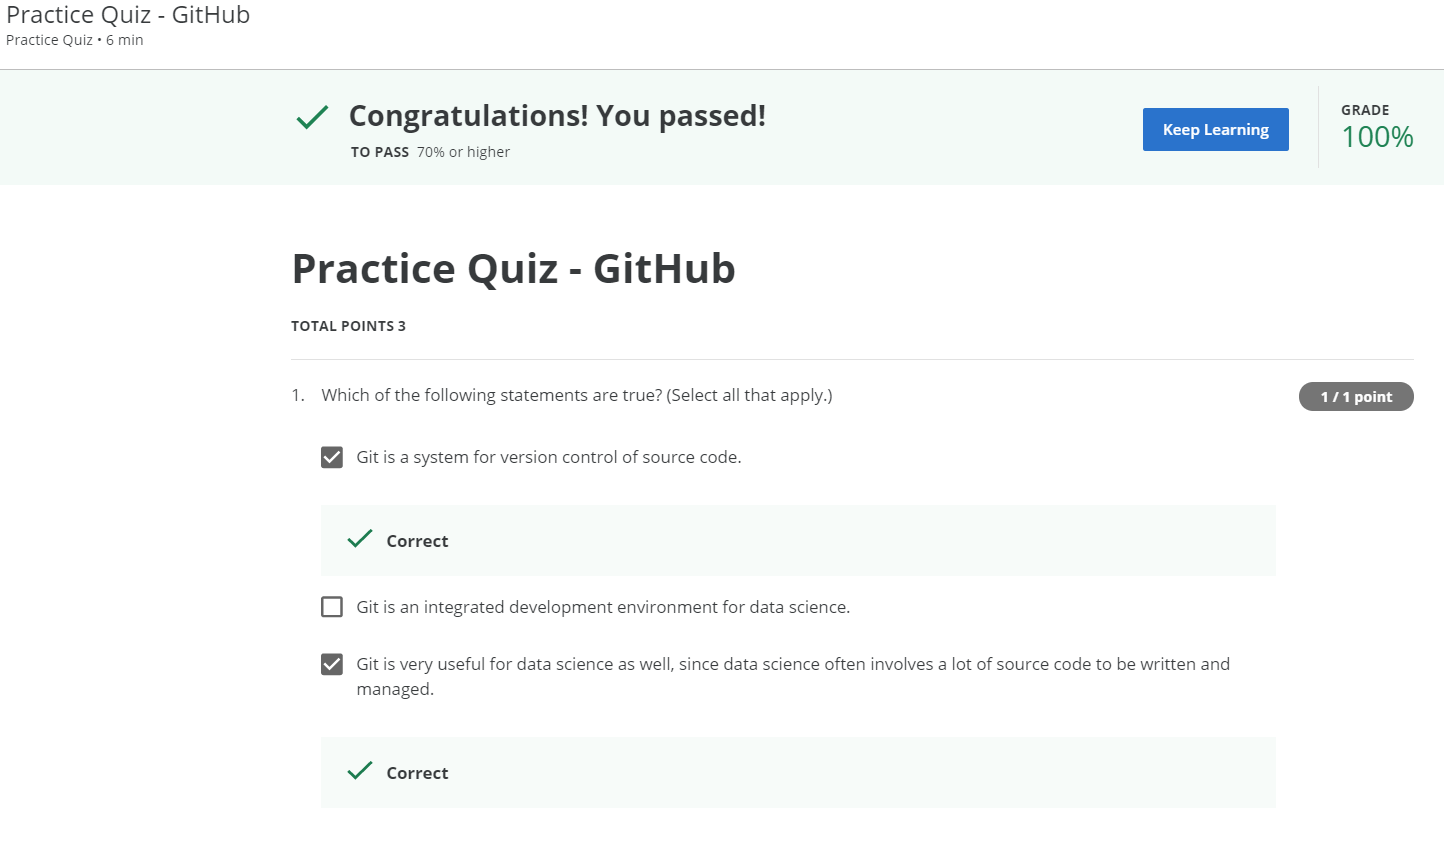 Practice Quiz - GitHub
Practice Quiz • 6 min
Congratulations! You passed!
TO PASS 70% or higher
Keep Learning
GRADE
100%
Practice Quiz - GitHub
TOTAL POINTS 3
1. Which of the following statements are true? (Select all that apply.)
1 / 1 point
Git is a system for version control of source code.
Correct
Git is an integrated development environment for data science.
Git is very useful for data science as well, since data science often involves a lot of source code to be written and
managed.
Correct